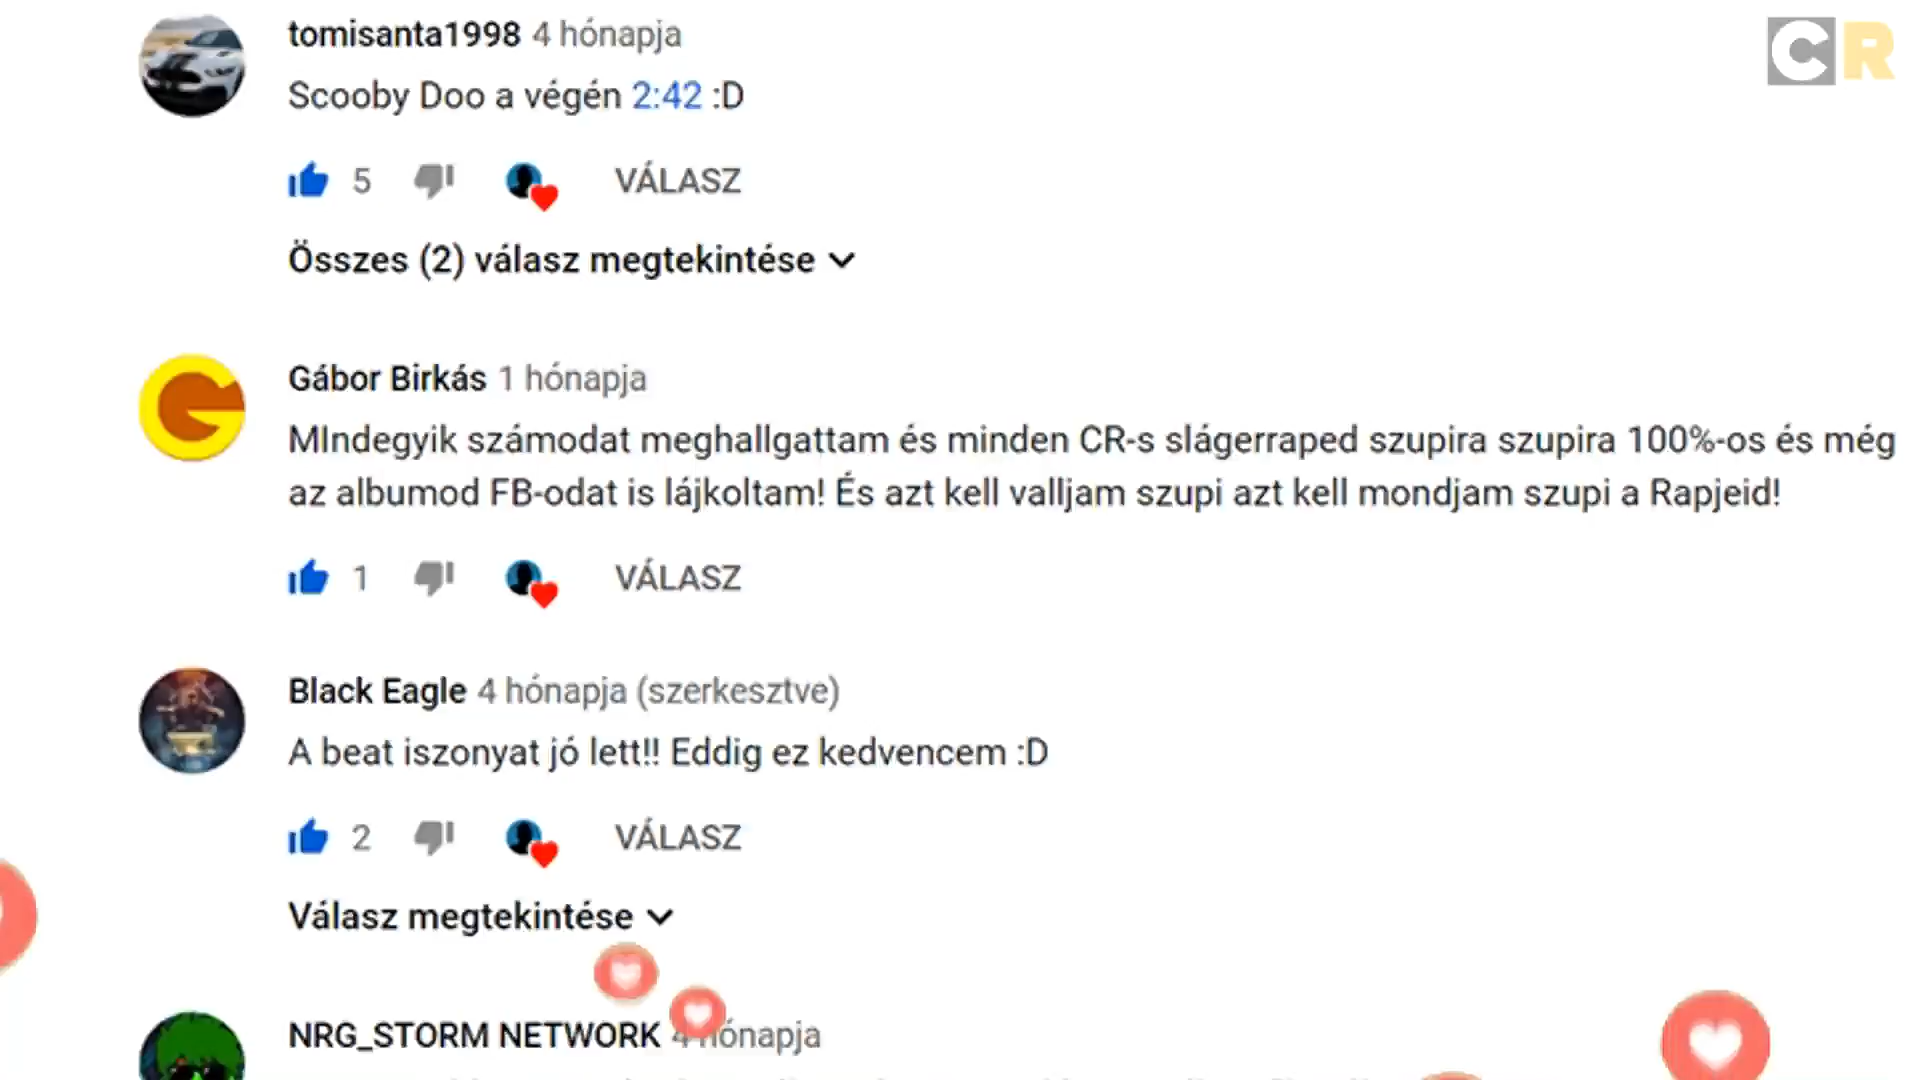 CR
tomisanta1998 4 hónapja
Scooby Doo a végén 2:42 :D
5 VÁLASZ
Összes (2) válasz megtekintése
Gábor Birkás 1 hónapja
MIndegyik számodat meghallgattam és minden CR-s slágerraped szupira szupira 100%-os és még
az albumod FB-odat is lájkoltam! És azt kell valljam szupi azt kell mondjam szupi a Rapjeid!
1 VÁLASZ
Black Eagle 4 hónapja (szerkesztve)
A beat iszonyat jó lett!! Eddig ez kedvencem :D
2 VÁLASZ
Válasz megtekintése
NRG_STORM NETWORK 4 hónapja